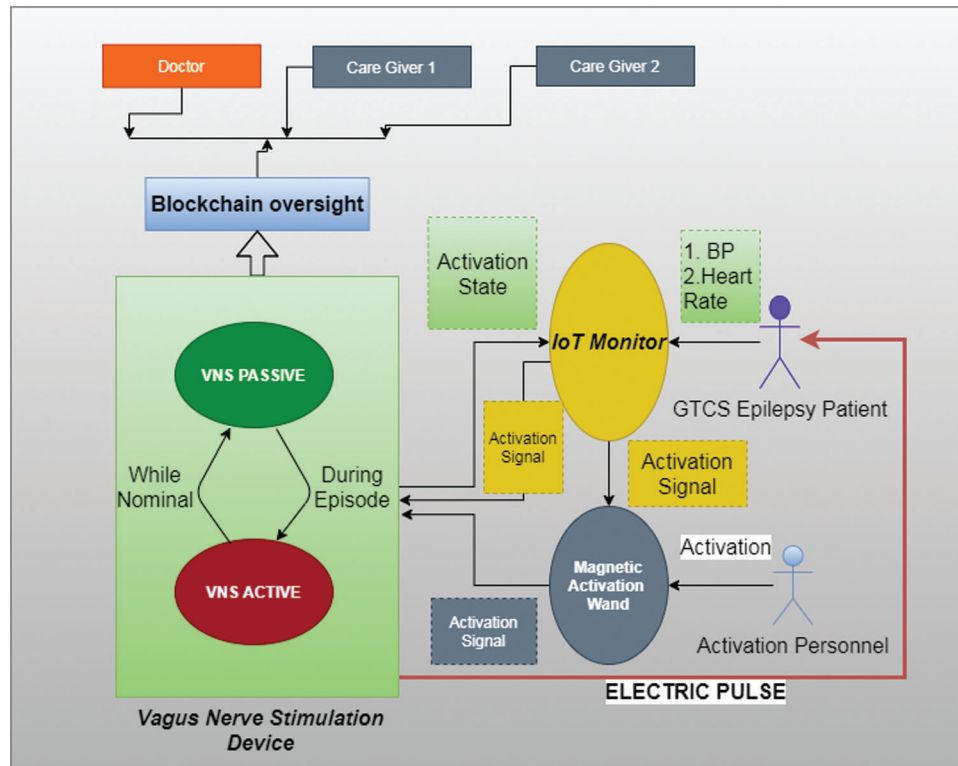 Doctor
Care Giver 1
Care Giver 2
Blockchain oversight
Activation
State
1. BP
2.Heart
Rate
IoT Monitor
VNS PASSIVE
GTCS Epilepsy Patient
Activation
Signal
While
Nominal
During
Episode
Activation
Signal
Magnetic
Activation
Wand
Activation
VNS ACTIVE
Activation
Signal
Activation Personnel
ELECTRIC PULSE
Vagus Nerve Stimulation
Device